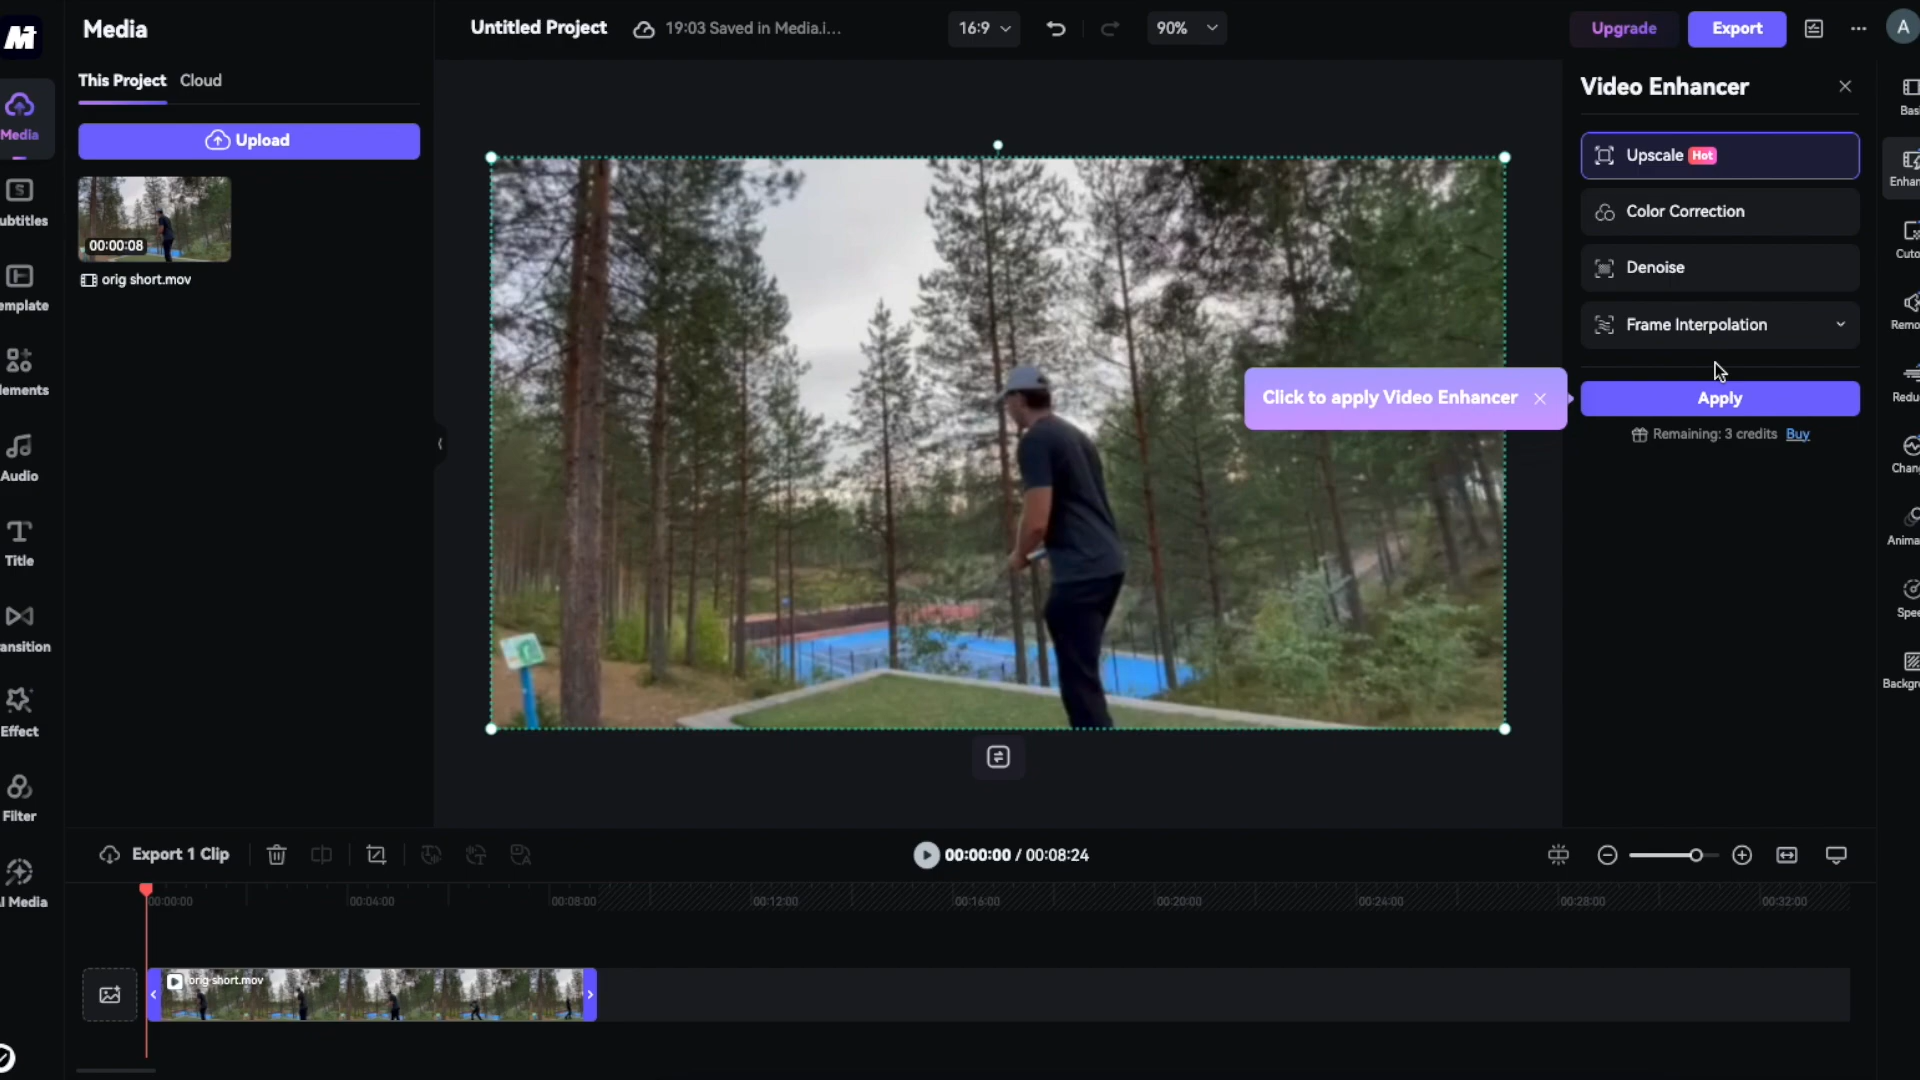 Media
Untitled Project
19:03 Saved in Media.i...
16:9
90%
Upgrade
Export
A
This Project
Cloud
Upload
00:00:08
orig short.mov
Media
ubtitles
emplate
lements
Audio
Title
ansition
Effect
Filter
I Media
Video Enhancer
Upscale Hot
Color Correction
Denoise
Frame Interpolation
Click to apply Video Enhancer
Apply
Remaining: 3 credits Buy
Basi
Enhan
Cuto
Remo
Redu
Chang
Anima
Spee
Backgr
Export 1 Clip
00:00:00 / 00:08:24
00:00:00
00:04:00
00:08:00
00:12:00
00:16:00
00:20:00
00:24:00
00:28:00
00:32:00
orig short.mov